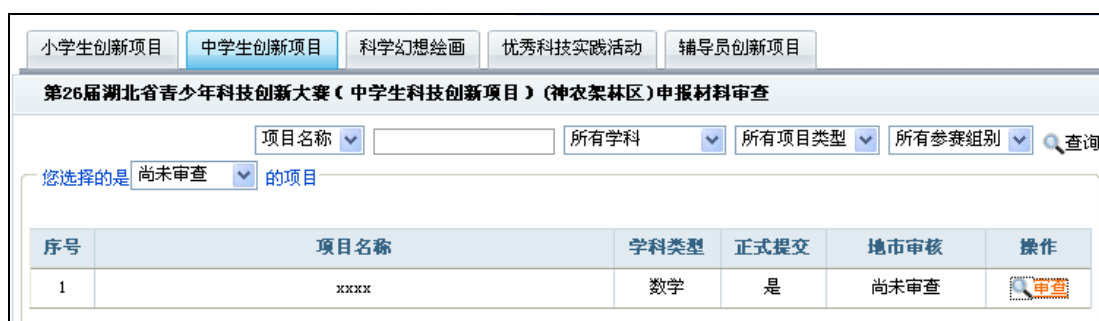 小学生创新项目 中学生创新项目 科学幻想绘画 优秀科技实践活动 辅导员创新项目
第26届湖北省青少年科技创新大赛（中学生科技创新项目）(神农架林区)申报材料审查
项目名称 所有学科 所有项目类型 所有参赛组别 查询
您选择的是 尚未审查 的项目
序号 项目名称 学科类型 正式提交 地市审核 操作
1 xxxx 数学 是 尚未审查 审查